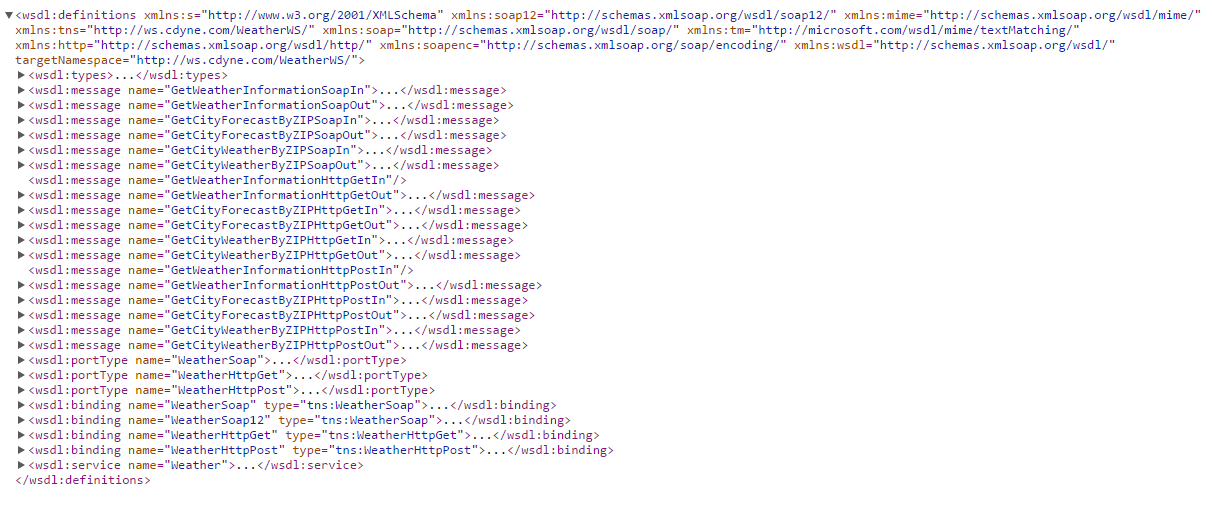 ▼<wsdl:definitions xmlns:s="http://www.w3.org/2001/XMLSchema" xmlns:soap12="http://schemas.xmlsoap.org/wsdl/soap12/" xmlns:mime="http://schemas.xmlsoap.org/wsdl/mime/"
xmlns:tns="http://ws.cdyne.com/WeatherWS/" xmlns:soap="http://schemas.xmlsoap.org/wsdl/soap/" xmlns:tm="http://microsoft.com/wsdl/mime/textMatching/"
xmlns:http="http://schemas.xmlsoap.org/wsdl/http/" xmlns:soapenc="http://schemas.xmlsoap.org/soap/encoding/" xmlns:wsdl="http://schemas.xmlsoap.org/wsdl/"
targetNamespace="http://ws.cdyne.com/WeatherWS/">
▶<wsdl:types>...</wsdl:types>
▶<wsdl:message name="GetWeatherInformationSoapIn">...</wsdl:message>
▶<wsdl:message name="GetWeatherInformationSoapOut">...</wsdl:message>
▶<wsdl:message name="GetCityForecastByZIPSoapIn">...</wsdl:message>
▶<wsdl:message name="GetCityForecastByZIPSoapOut">...</wsdl:message>
▶<wsdl:message name="GetCityWeatherByZIPSoapIn">...</wsdl:message>
▶<wsdl:message name="GetCityWeatherByZIPSoapOut">...</wsdl:message>
<wsdl:message name="GetWeatherInformationHttpGetIn"/>
▶<wsdl:message name="GetWeatherInformationHttpGetOut">...</wsdl:message>
▶<wsdl:message name="GetCityForecastByZIPHttpGetIn">...</wsdl:message>
▶<wsdl:message name="GetCityForecastByZIPHttpGetOut">...</wsdl:message>
▶<wsdl:message name="GetCityWeatherByZIPHttpGetIn">...</wsdl:message>
▶<wsdl:message name="GetCityWeatherByZIPHttpGetOut">...</wsdl:message>
<wsdl:message name="GetWeatherInformationHttpPostIn"/>
▶<wsdl:message name="GetWeatherInformationHttpPostOut">...</wsdl:message>
▶<wsdl:message name="GetCityForecastByZIPHttpPostIn">...</wsdl:message>
▶<wsdl:message name="GetCityForecastByZIPHttpPostOut">...</wsdl:message>
▶<wsdl:message name="GetCityWeatherByZIPHttpPostIn">...</wsdl:message>
▶<wsdl:message name="GetCityWeatherByZIPHttpPostOut">...</wsdl:message>
▶<wsdl:portType name="WeatherSoap">...</wsdl:portType>
▶<wsdl:portType name="WeatherHttpGet">...</wsdl:portType>
▶<wsdl:portType name="WeatherHttpPost">...</wsdl:portType>
▶<wsdl:binding name="WeatherSoap" type="tns:WeatherSoap">...</wsdl:binding>
▶<wsdl:binding name="WeatherSoap12" type="tns:WeatherSoap">...</wsdl:binding>
▶<wsdl:binding name="WeatherHttpGet" type="tns:WeatherHttpGet">...</wsdl:binding>
▶<wsdl:binding name="WeatherHttpPost" type="tns:WeatherHttpPost">...</wsdl:binding>
▶<wsdl:service name="Weather">...</wsdl:service>
</wsdl:definitions>